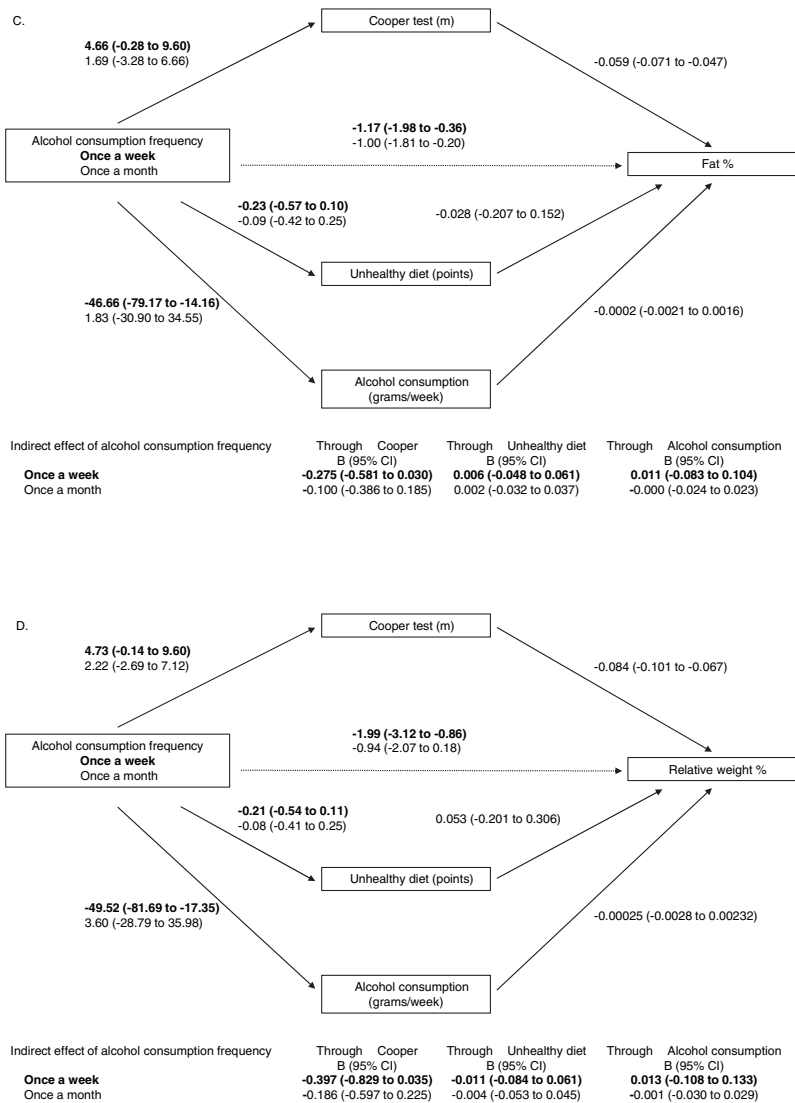 C.
Cooper test (m)
4.66 (-0.28 to 9.60)
1.69 (-3.28 to 6.66)
-0.059 (-0.071 to -0.047)
Alcohol consumption frequency
Once a week
Once a month
-1.17 (-1.98 to -0.36)
-1.00 (-1.81 to -0.20)
Fat %
-0.23 (-0.57 to 0.10)
-0.09 (-0.42 to 0.25)
-0.028 (-0.207 to 0.152)
Unhealthy diet (points)
-46.66 (-79.17 to -14.16)
1.83 (-30.90 to 34.55)
-0.0002 (-0.0021 to 0.0016)
Alcohol consumption
(grams/week)
Indirect effect of alcohol consumption frequency Through Cooper Through Unhealthy diet Through Alcohol consumption
B (95% CI) B (95% CI) B (95% CI)
Once a week -0.275 (-0.581 to 0.030) 0.006 (-0.048 to 0.061) 0.011 (-0.083 to 0.104)
Once a month -0.100 (-0.386 to 0.185) 0.002 (-0.032 to 0.037) -0.000 (-0.024 to 0.023)
D.
Cooper test (m)
4.73 (-0.14 to 9.60)
2.22 (-2.69 to 7.12)
-0.084 (-0.101 to -0.067)
Alcohol consumption frequency
Once a week
Once a month
-1.99 (-3.12 to -0.86)
-0.94 (-2.07 to 0.18)
Relative weight %
-0.21 (-0.54 to 0.11)
-0.08 (-0.41 to 0.25)
0.053 (-0.201 to 0.306)
Unhealthy diet (points)
-49.52 (-81.69 to -17.35)
3.60 (-28.79 to 35.98)
-0.00025 (-0.0028 to 0.00232)
Alcohol consumption
(grams/week)
Indirect effect of alcohol consumption frequency Through Cooper Through Unhealthy diet Through Alcohol consumption
B (95% CI) B (95% CI) B (95% CI)
Once a week -0.397 (-0.829 to 0.035) -0.011 (-0.084 to 0.061) 0.013 (-0.108 to 0.133)
Once a month -0.186 (-0.597 to 0.225) -0.004 (-0.053 to 0.045) -0.001 (-0.030 to 0.029)